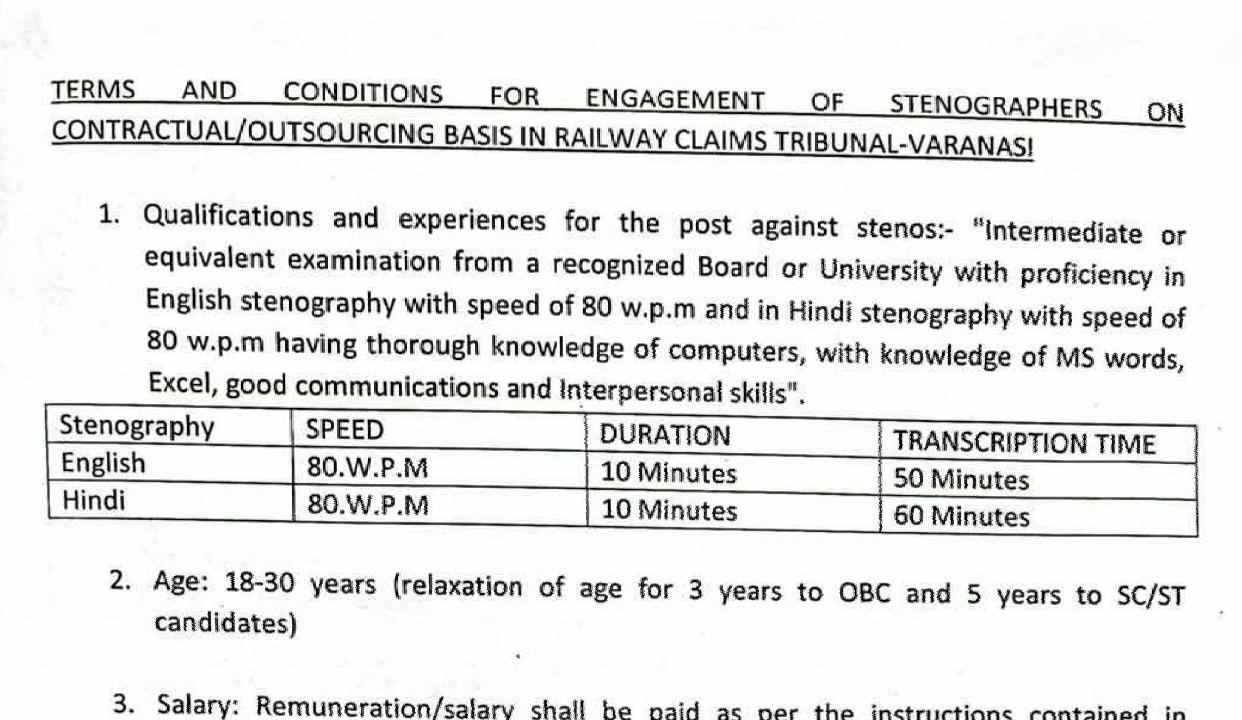 TERMS AND CONDITIONS FOR ENGAGEMENT OF STENOGRAPHERS ON
CONTRACTUAL/OUTSOURCING BASIS IN RAILWAY CLAIMS TRIBUNAL-VARANASI
1. Qualifications and experiences for the post against stenos:- "Intermediate or
equivalent examination from a recognized Board or University with proficiency in
English stenography with speed of 80 w.p.m and in Hindi stenography with speed of
80 w.p.m having thorough knowledge of computers, with knowledge of MS words,
Excel, good communications and Interpersonal skills".
Stenography SPEED DURATION TRANSCRIPTION TIME
English 80.W.P.M 10 Minutes 50 Minutes
Hindi 80.W.P.M 10 Minutes 60 Minutes
2. Age: 18-30 years (relaxation of age for 3 years to OBC and 5 years to SC/ST
candidates)
3. Salary: Remuneration/salary shall be paid as per the instructions contained in